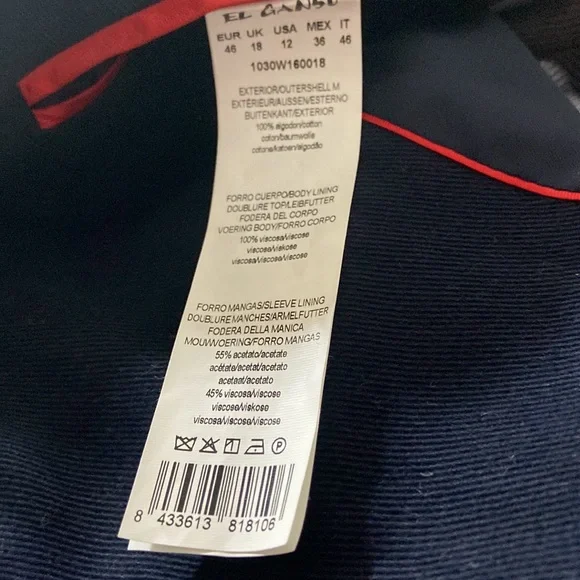 EL GANSO
EUR UK USA MEX IT
46 18 12 36 46
1030W160018
EXTERIOR/OUTERSHELL M
EXTÉRIEUR/AUSSEN/ESTERNO
BUITENKANT/EXTERIOR
100% algodon/cotton
coton/baumwolle
cotone/katoen/algodão
FORRO CUERPO/BODY LINING
DOUBLURE TOP/LEIBFUTTER
FODERA DEL CORPO
VOERING BODY/FORRO CORPO
100% viscosa/viscose
viscose/viskose
viscosa/viscose/viscose
FORRO MANGAS/SLEEVE LINING
DOUBLURE MANCHES/ARMELFUTTER
FODERA DELLA MANICA
MOUWVOERING/FORRO MANGAS
55% acetato/acetate
acétate/acetat/acetato
acetaat/acetato
45% viscosa/viscose
viscose/viskose
viscosa/viscose/viscose
P
8 433613 818106